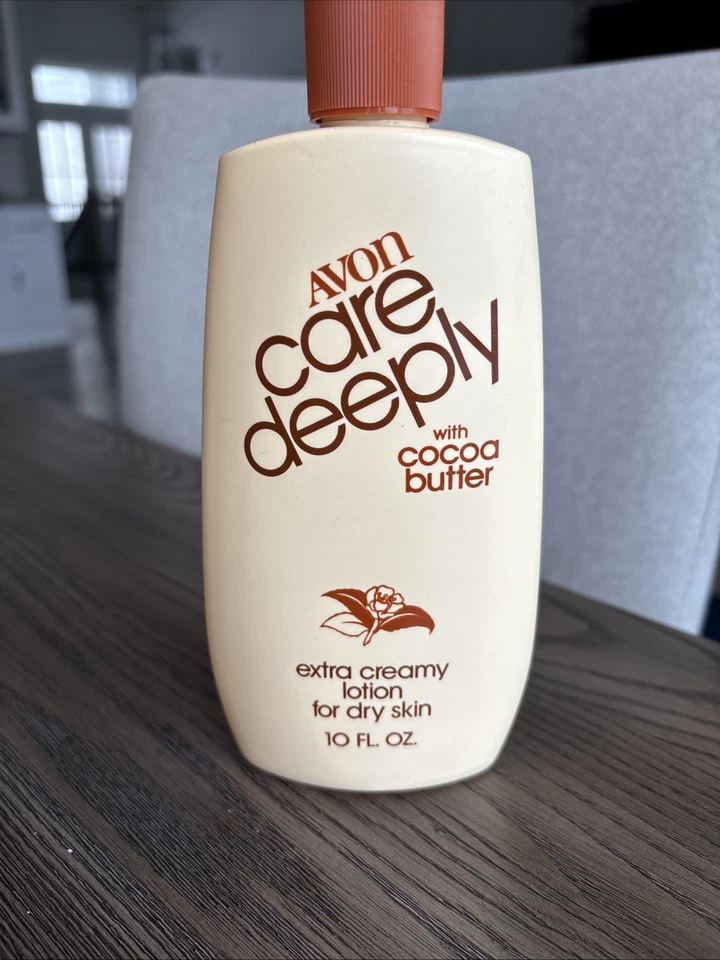 AVON
care
deeply
with
cocoa
butter
extra creamy
lotion
for dry skin
10 FL. OZ.